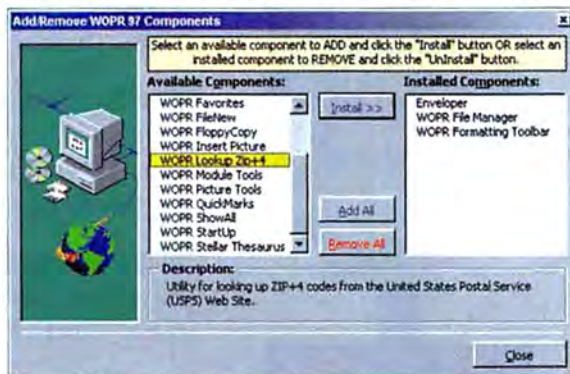 Add/Remove WOPR 97 Components
Select an available component to ADD and click the "Install" button OR select an
installed component to REMOVE and click the "UnInstall" button.
Available Components:
Installed Components:
WOPR Favorites
WOPR FileNew
WOPR FloppyCopy
WOPR Insert Picture
WOPR Lookup Zip+4
WOPR Module Tools
WOPR Picture Tools
WOPR QuickMarks
WOPR ShowAll
WOPR StartUp
WOPR Stellar Thesaurus
Install >>
Add All
Remove All
Enveloper
WOPR File Manager
WOPR Formatting Toolbar
Description:
Utility for looking up ZIP+4 codes from the United States Postal Service
(USPS) Web Site.
Close